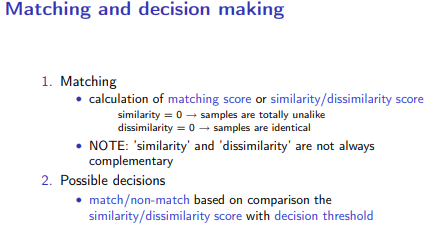 Matching and decision making
1. Matching
• calculation of matching score or similarity/dissimilarity score
similarity = 0 → samples are totally unalike
dissimilarity = 0 → samples are identical
• NOTE: 'similarity' and 'dissimilarity' are not always
complementary
2. Possible decisions
• match/non-match based on comparison the
similarity/dissimilarity score with decision threshold